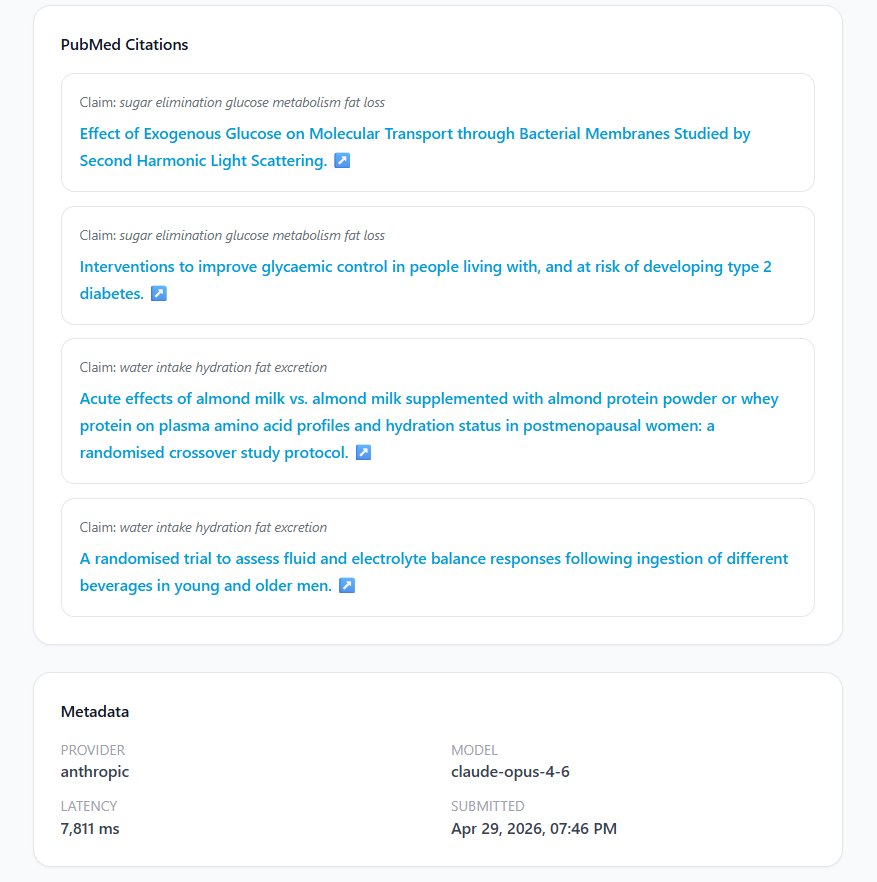 PubMed Citations
Claim: sugar elimination glucose metabolism fat loss
Effect of Exogenous Glucose on Molecular Transport through Bacterial Membranes Studied by
Second Harmonic Light Scattering. ↗
Claim: sugar elimination glucose metabolism fat loss
Interventions to improve glycaemic control in people living with, and at risk of developing type 2
diabetes. ↗
Claim: water intake hydration fat excretion
Acute effects of almond milk vs. almond milk supplemented with almond protein powder or whey
protein on plasma amino acid profiles and hydration status in postmenopausal women: a
randomised crossover study protocol. ↗
Claim: water intake hydration fat excretion
A randomised trial to assess fluid and electrolyte balance responses following ingestion of different
beverages in young and older men. ↗
Metadata
PROVIDER
anthropic
MODEL
claude-opus-4-6
LATENCY
7,811 ms
SUBMITTED
Apr 29, 2026, 07:46 PM